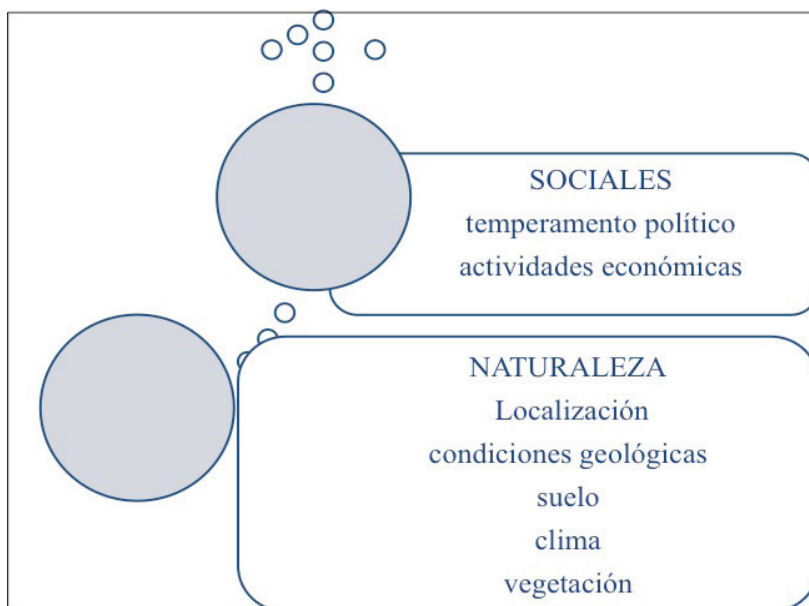 SOCIALES
temperamento político
actividades económicas
NATURALEZA
Localización
condiciones geológicas
suelo
clima
vegetación